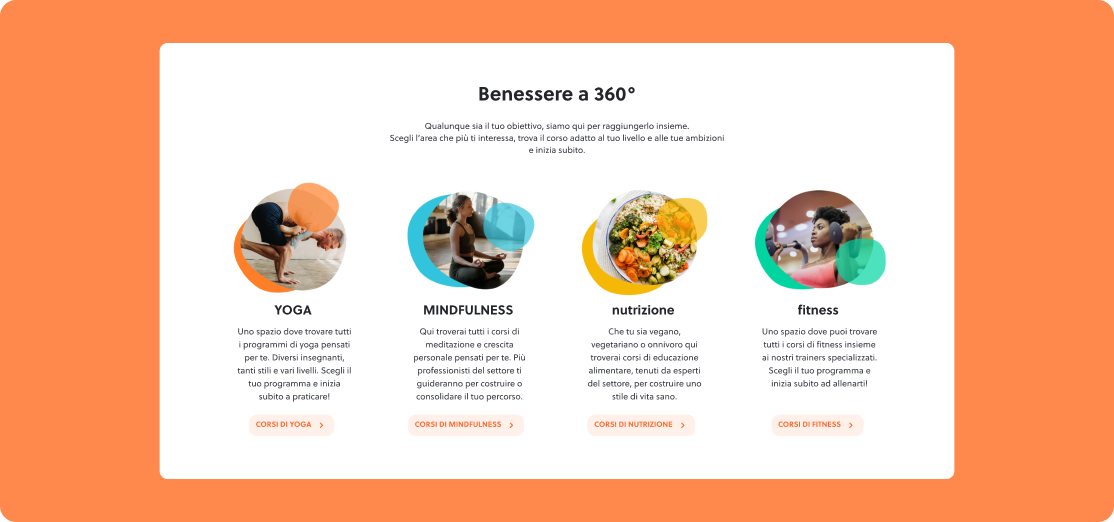 Benessere a 360°
Qualunque sia il tuo obiettivo, siamo qui per raggiungerlo insieme.
Scegli l'area che più ti interessa, trova il corso adatto al tuo livello e alle tue ambizioni
e inizia subito.
YOGA
Uno spazio dove trovare tutti
i programmi di yoga pensati
per te. Diversi insegnanti,
tanti stili e vari livelli. Scegli il
tuo programma e inizia
subito a praticare!
CORSI DI YOGA
MINDFULNESS
Qui troverai tutti i corsi di
meditazione e crescita
personale pensati per te. Più
professionisti del settore ti
guideranno per costruire o
consolidare il tuo percorso.
CORSI DI MINDFULNESS
nutrizione
Che tu sia vegano,
vegetariano o onnivoro qui
troverai corsi di educazione
alimentare, tenuti da esperti
del settore, per costruire uno
stile di vita sano.
CORSI DI NUTRIZIONE
fitness
Uno spazio dove puoi trovare
tutti i corsi di fitness insieme
ai nostri trainers specializzati.
Scegli il tuo programma e
inizia subito ad allenarti!
CORSI DI FITNESS